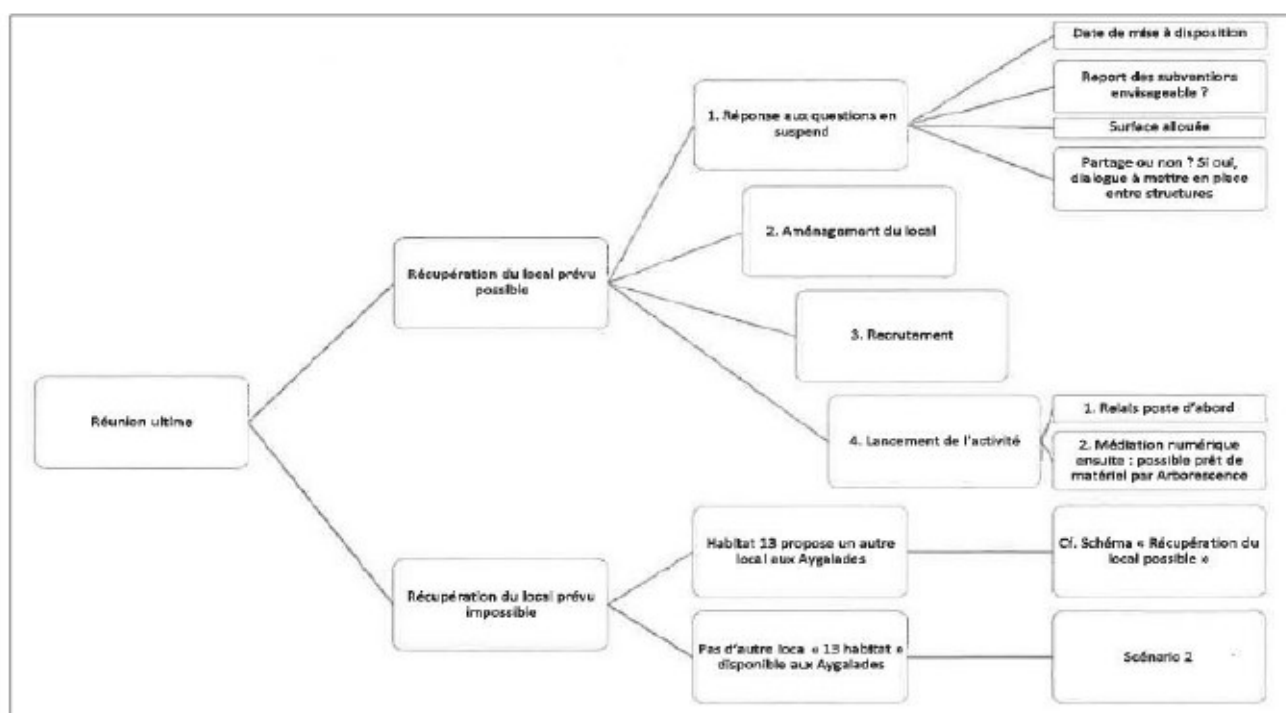 Réunion ultime
Récupération du local prévu
possible
1. Réponse aux questions en
suspend
Date de mise à disposition
Report des subventions
envisageable ?
Surface allouée
Partage ou non ? Si oui,
dialogue à mettre en place
entre structures
2. Aménagement du local
3. Recrutement
4. Lancement de l'activité
1. Relais poste d'abord
2. Médiation numérique
ensuite : possible prêt de
matériel par Arborescence
Récupération du local prévu
impossible
Habitat 13 propose un autre
local aux Aygalades
Cf. Schéma « Récupération du
local possible »
Pas d'autre local « 13 habitat »
disponible aux Aygalades
Scénario 2